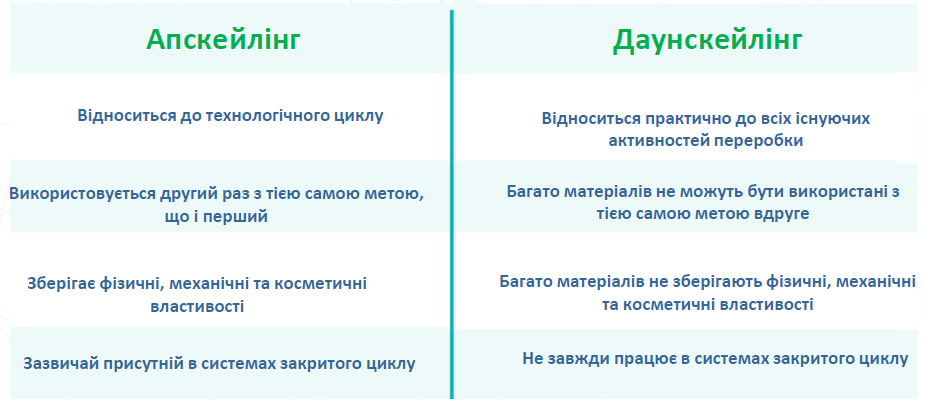 Апскейлінг
Даунскейлінг
Відноситься до технологічного циклу
Відноситься практично до всіх існуючих
активностей переробки
Використовується другий раз з тією самою метою,
що і перший
Багато матеріалів не можуть бути використані з
тією самою метою вдруге
Зберігає фізичні, механічні та косметичні
властивості
Багато матеріалів не зберігають фізичні, механічні
та косметичні властивості
Зазвичай присутній в системах закритого циклу
Не завжди працює в системах закритого циклу